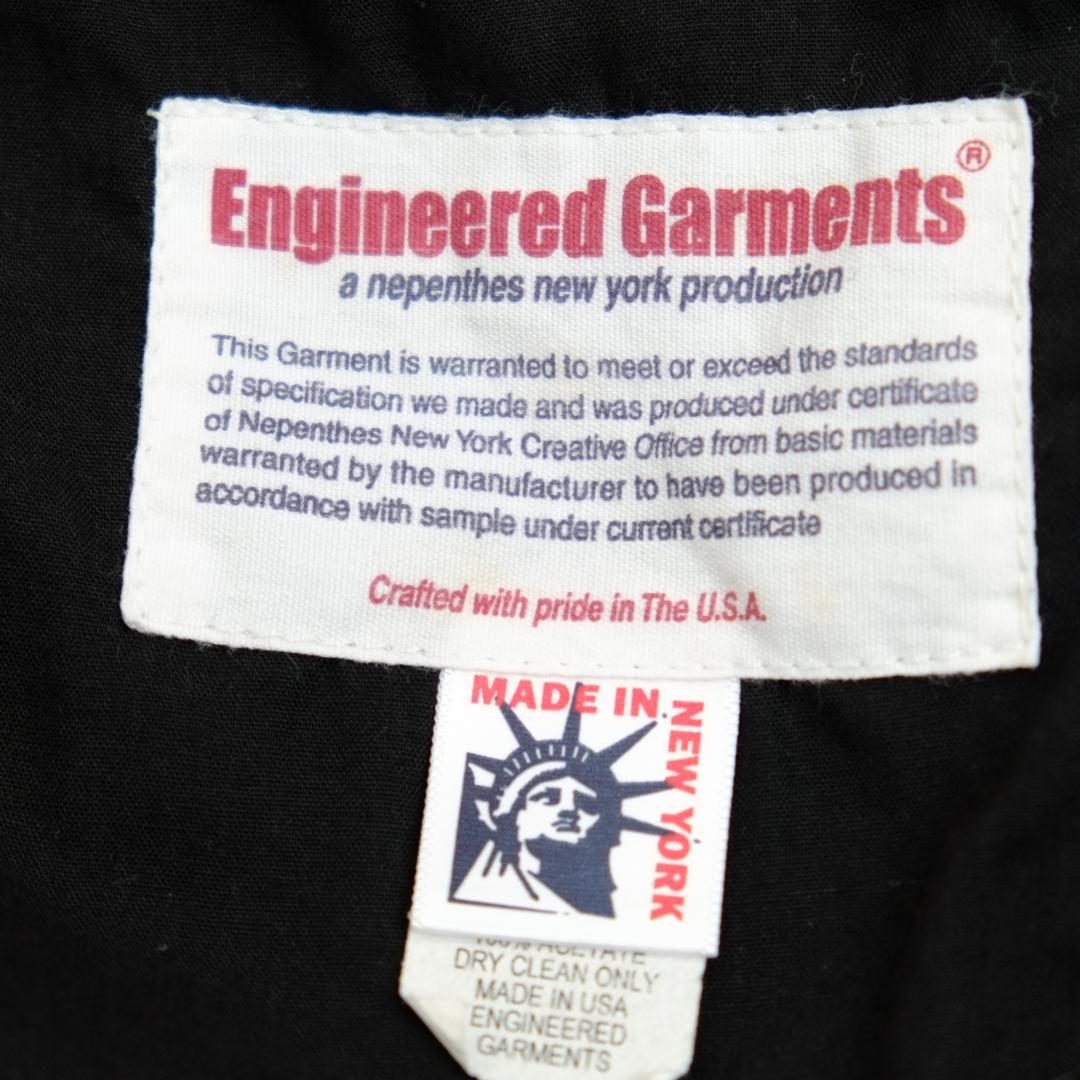 Engineered Garments®
a nepenthes new york production
This Garment is warranted to meet or exceed the standards
of specification we made and was produced under certificate
of Nepenthes New York Creative Office from basic materials
warranted by the manufacturer to have been produced in
accordance with sample under current certificate
Crafted with pride in The U.S.A.
MADE IN
NEW YORK
100% ACETATE
DRY CLEAN ONLY
MADE IN USA
ENGINEERED
GARMENTS